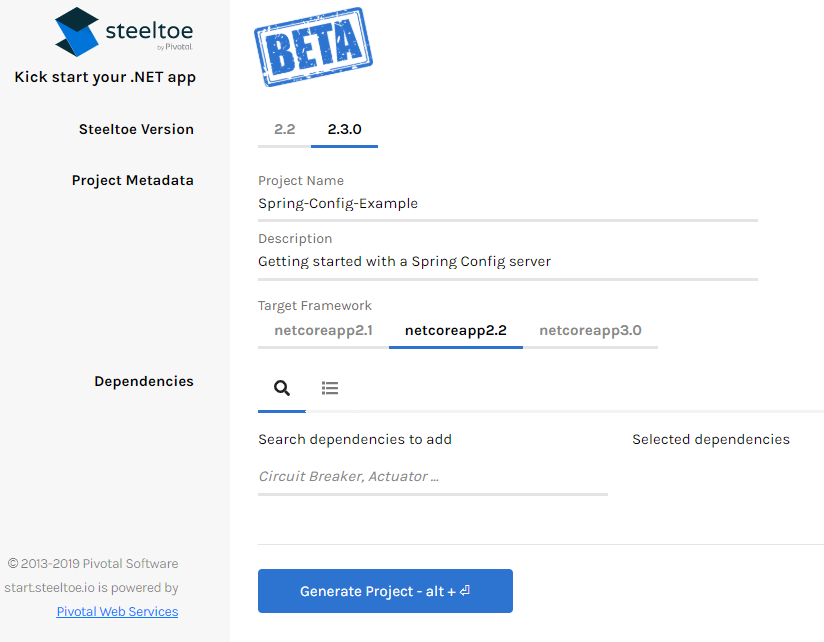 steeltoe
by Pivotal.
Kick start your .NET app
BETA
Steeltoe Version
2.2 2.3.0
Project Metadata
Project Name
Spring-Config-Example
Description
Getting started with a Spring Config server
Target Framework
netcoreapp2.1 netcoreapp2.2 netcoreapp3.0
Dependencies
Search dependencies to add
Selected dependencies
Circuit Breaker, Actuator ...
© 2013-2019 Pivotal Software
start.steeltoe.io is powered by
Pivotal Web Services
Generate Project - alt + ⏎